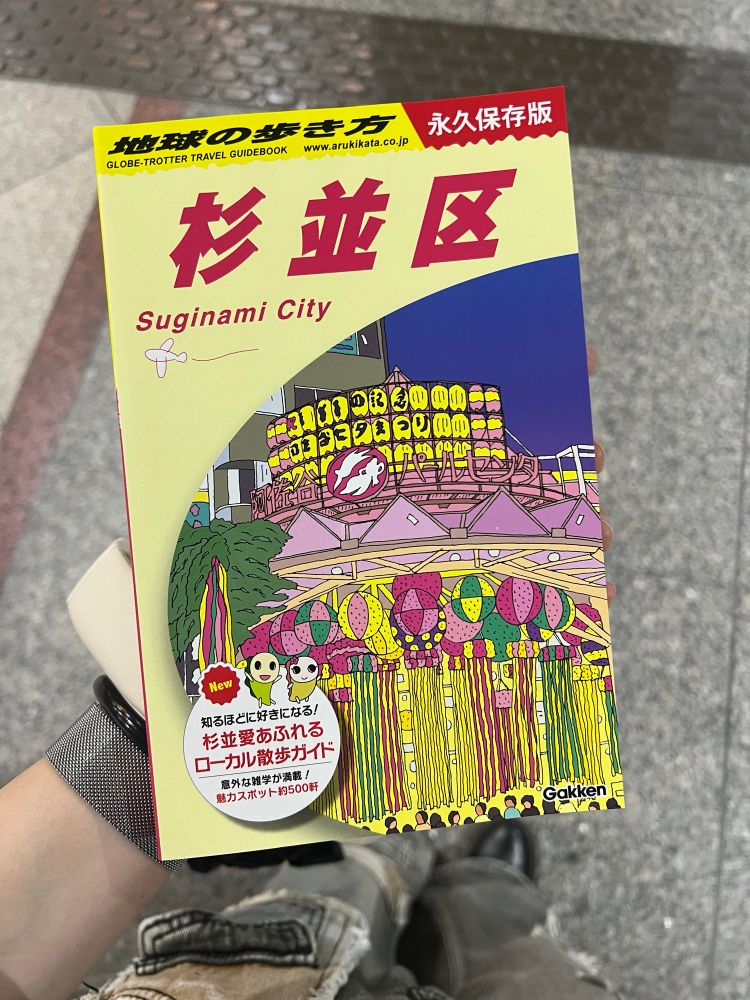 地球の歩き方
GLOBE-TROTTER TRAVEL GUIDEBOOK
www.arukikata.co.jp
永久保存版
杉並区
Suginami City
阿佐ヶ谷パールセンター
New
知るほどに好きになる!
杉並愛あふれる
ローカル散歩ガイド
意外な雑学が満載!
魅力スポット約500軒
Gakken